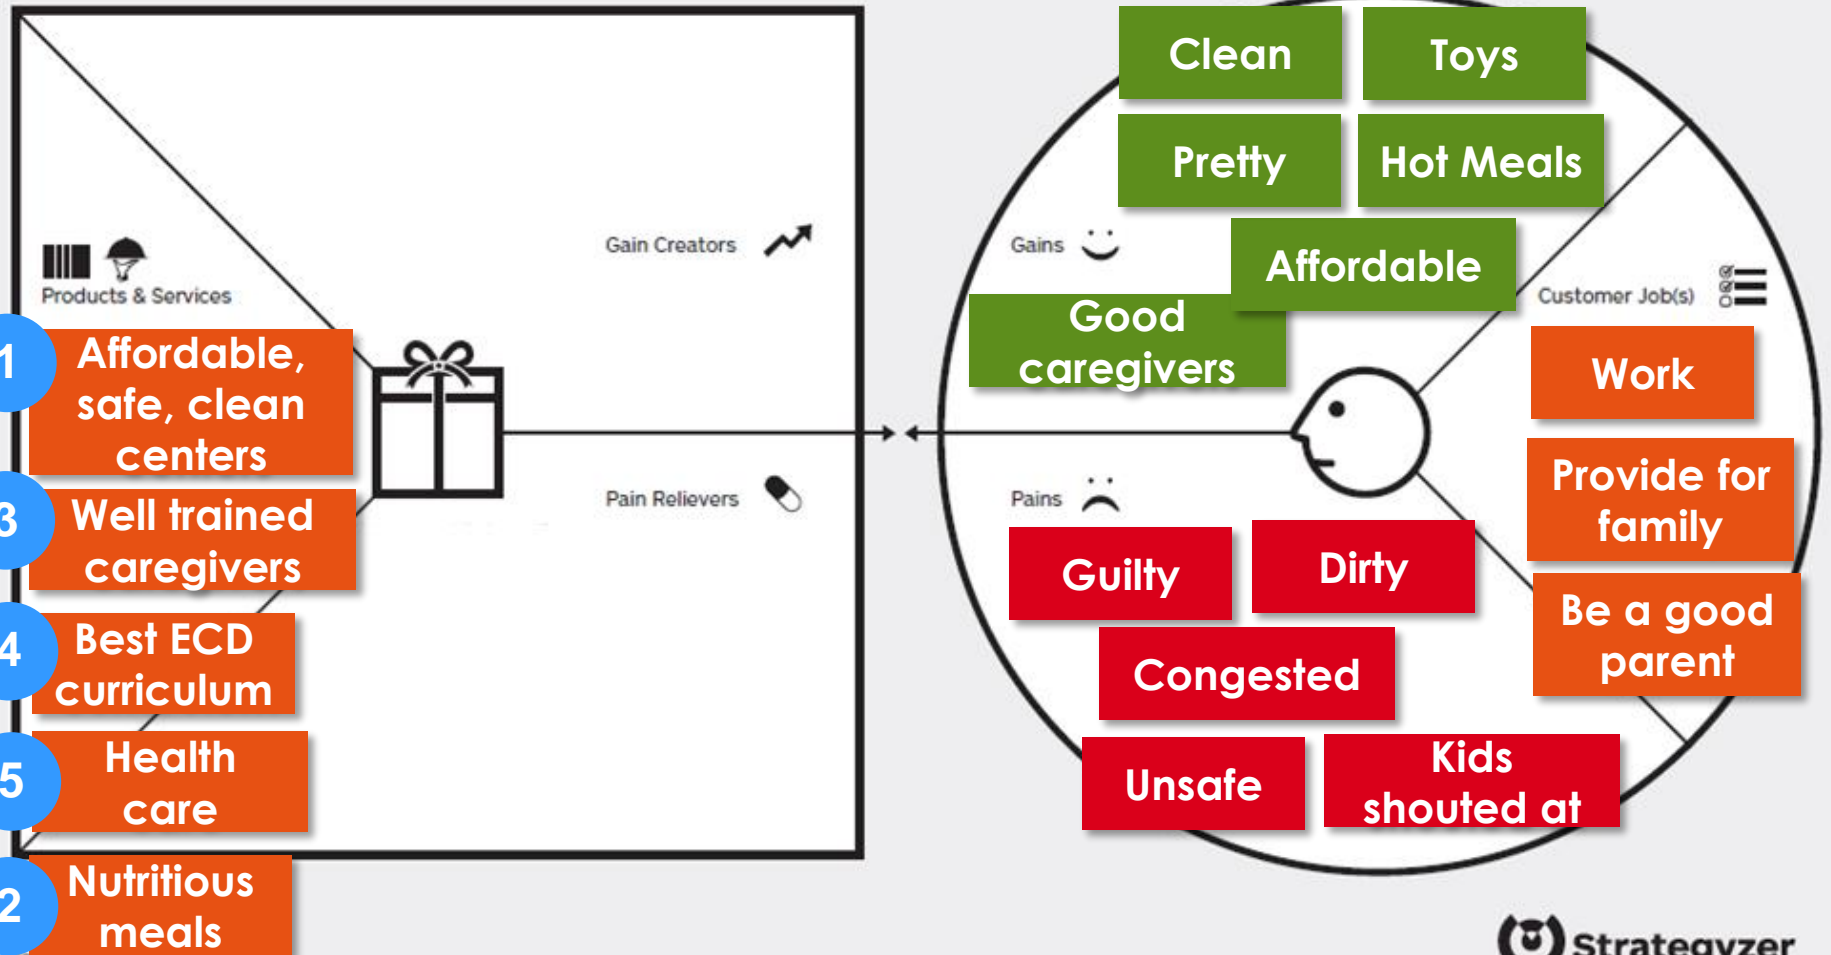 Products & Services
1
Affordable,
safe, clean
centers
3
Well trained
caregivers
4
Best ECD
curriculum
5
Health
care
2
Nutritious
meals
Gain Creators
Pain Relievers
Gains
Clean
Toys
Pretty
Hot Meals
Affordable
Good
caregivers
Pains
Guilty
Dirty
Congested
Unsafe
Kids
shouted at
Customer Job(s)
Work
Provide for
family
Be a good
parent
Strategyzer